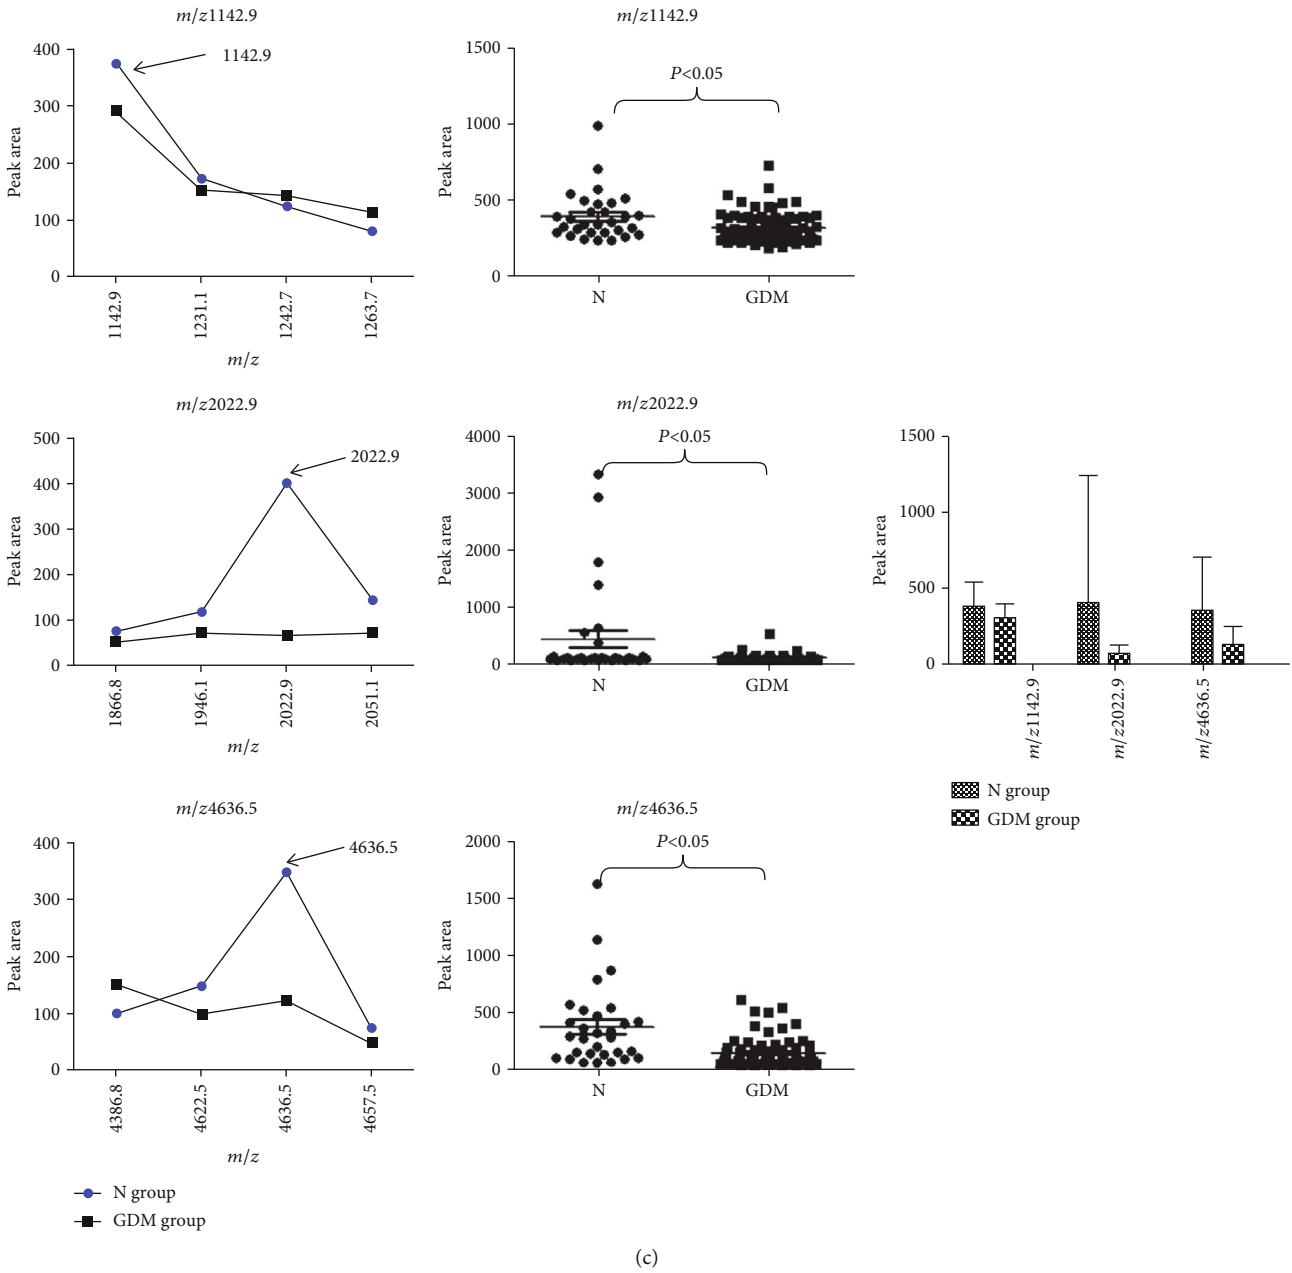 m/z1142.9
400
300
200
100
0
Peak area
1142.9
1142.9
1231.1
1242.7
1263.7
m/z
m/z1142.9
1500
1000
500
0
Peak area
P<0.05
N
GDM
m/z2022.9
500
400
300
200
100
0
Peak area
2022.9
1866.8
1946.1
2022.9
2051.1
m/z
m/z2022.9
4000
3000
2000
1000
0
Peak area
P<0.05
N
GDM
1500
1000
500
0
Peak area
m/z1142.9
m/z2022.9
m/z4636.5
N group
GDM group
m/z4636.5
400
300
200
100
0
Peak area
4636.5
4386.8
4622.5
4636.5
4657.5
m/z
N group
GDM group
m/z4636.5
2000
1500
1000
500
0
Peak area
P<0.05
N
GDM
(c)